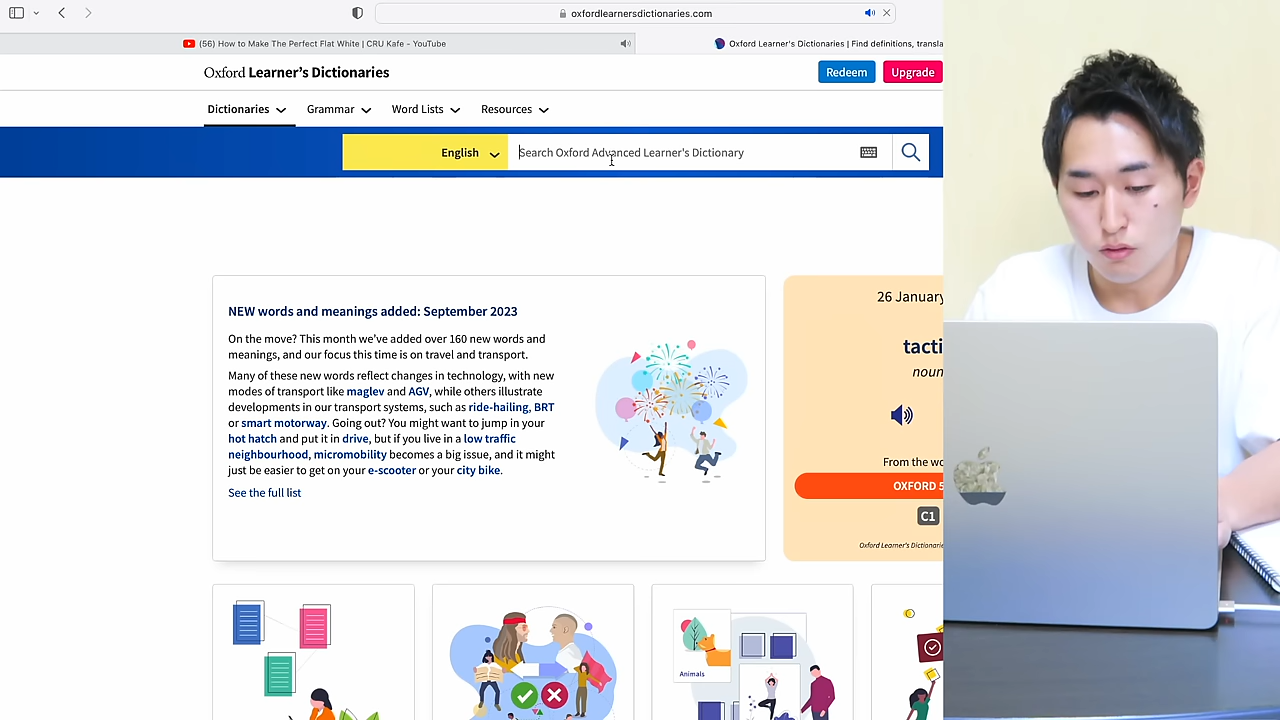 oxfordlearnersdictionaries.com
(56) How to Make The Perfect Flat White | CRU Kafe - YouTube
Oxford Learner's Dictionaries | Find definitions, transla
Oxford Learner's Dictionaries
Redeem
Upgrade
Dictionaries
Grammar
Word Lists
Resources
English
Search Oxford Advanced Learner's Dictionary
NEW words and meanings added: September 2023
On the move? This month we've added over 160 new words and
meanings, and our focus this time is on travel and transport.
Many of these new words reflect changes in technology, with new
modes of transport like maglev and AGV, while others illustrate
developments in our transport systems, such as ride-hailing, BRT
or smart motorway. Going out? You might want to jump in your
hot hatch and put it in drive, but if you live in a low traffic
neighbourhood, micromobility becomes a big issue, and it might
just be easier to get on your e-scooter or your city bike.
See the full list
26 January
tacti
noun
From the wo
OXFORD 5
C1
Oxford Learner's Dictionarie
Animals